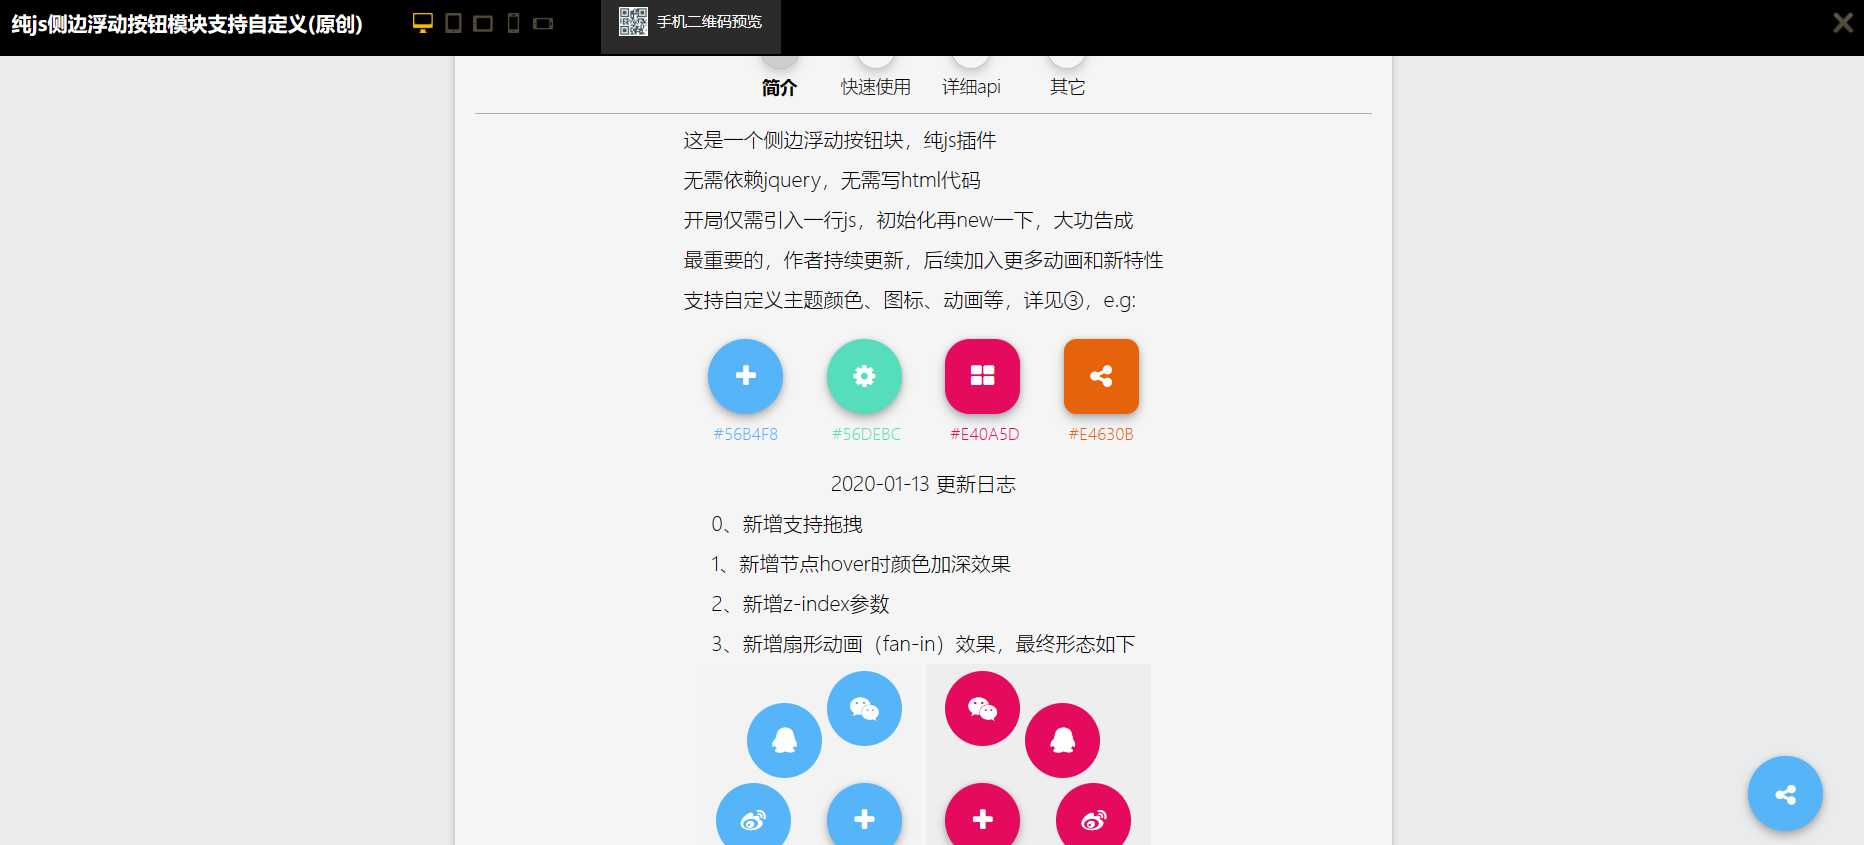 纯js侧边浮动按钮模块支持自定义(原创)
手机二维码预览
简介 快速使用 详细api 其它
这是一个侧边浮动按钮块，纯js插件
无需依赖jquery，无需写html代码
开局仅需引入一行js，初始化再new一下，大功告成
最重要的，作者持续更新，后续加入更多动画和新特性
支持自定义主题颜色、图标、动画等，详见③，e.g:
#56B4F8 #56DEBC #E40A5D #E4630B
2020-01-13 更新日志
0、新增支持拖拽
1、新增节点hover时颜色加深效果
2、新增z-index参数
3、新增扇形动画（fan-in）效果，最终形态如下